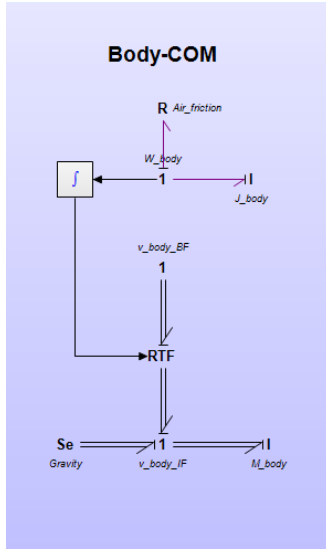 Body-COM
R Air_friction
W_body
∫ 1 I
J_body
v_body_BF
1
RTF
Se 1 I
Gravity v_body_IF M_body